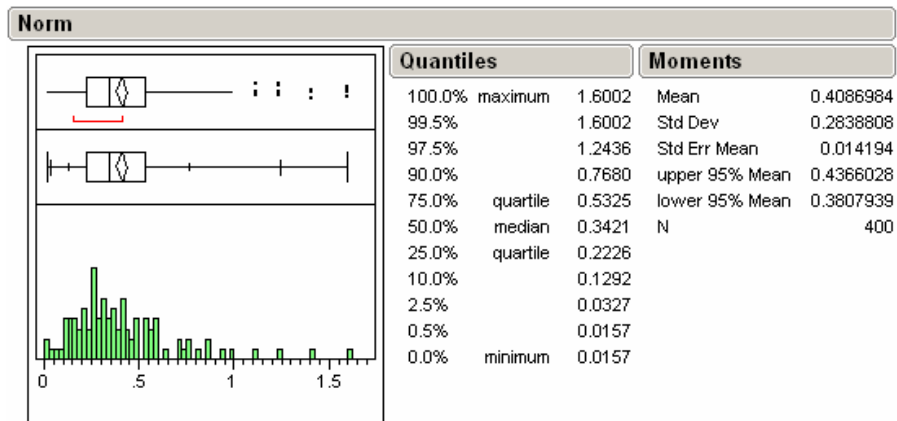 Norm
Quantiles
100.0% maximum 1.6002
99.5% 1.6002
97.5% 1.2436
90.0% 0.7680
75.0% quartile 0.5325
50.0% median 0.3421
25.0% quartile 0.2226
10.0% 0.1292
2.5% 0.0327
0.5% 0.0157
0.0% minimum 0.0157
Moments
Mean 0.4086984
Std Dev 0.2838808
Std Err Mean 0.014194
upper 95% Mean 0.4366028
lower 95% Mean 0.3807939
N 400
0 .5 1 1.5